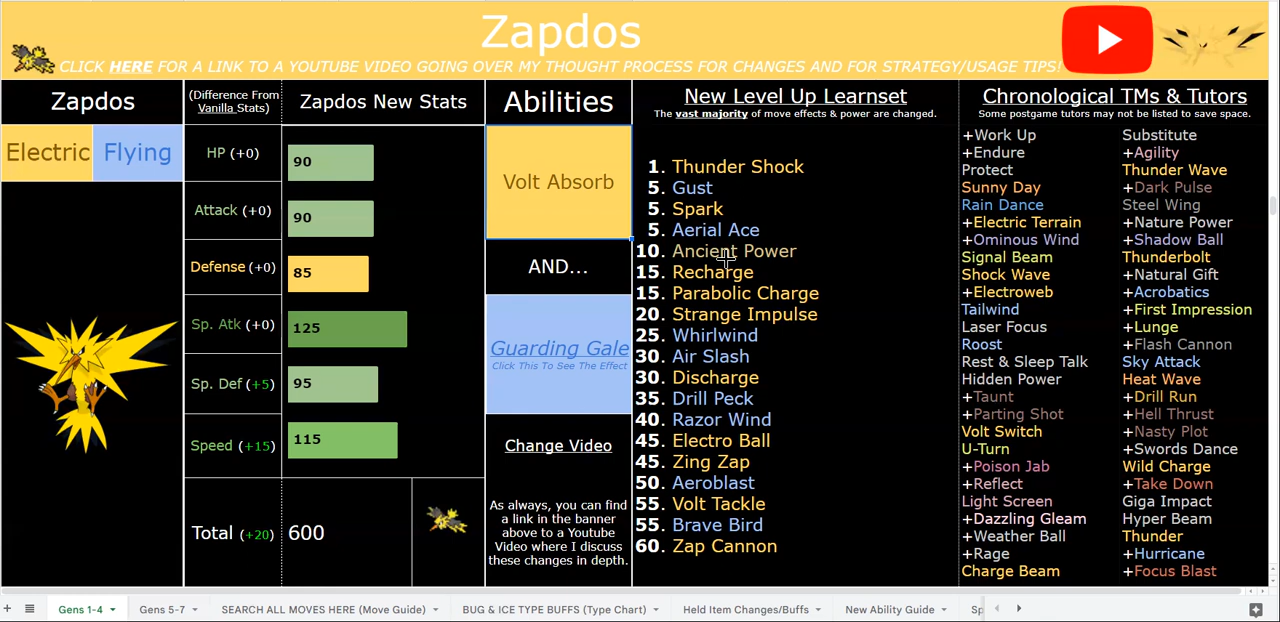 Zapdos
CLICK HERE FOR A LINK TO A YOUTUBE VIDEO GOING OVER MY THOUGHT PROCESS FOR CHANGES AND FOR STRATEGY/USAGE TIPS!
Zapdos
Electric Flying
(Difference From
Vanilla Stats)
Zapdos New Stats
HP (+0) 90
Attack (+0) 90
Defense (+0) 85
Sp. Atk (+0) 125
Sp. Def (+5) 95
Speed (+15) 115
Total (+20) 600
Abilities
Volt Absorb
AND...
Guarding Gale
Click This To See The Effect
Change Video
As always, you can find
a link in the banner
above to a Youtube
Video where I discuss
these changes in depth.
New Level Up Learnset
The vast majority of move effects & power are changed.
1. Thunder Shock
5. Gust
5. Spark
5. Aerial Ace
10. Ancient Power
15. Recharge
15. Parabolic Charge
20. Strange Impulse
25. Whirlwind
30. Air Slash
30. Discharge
35. Drill Peck
40. Razor Wind
45. Electro Ball
45. Zing Zap
50. Aeroblast
55. Volt Tackle
55. Brave Bird
60. Zap Cannon
Chronological TMs & Tutors
Some postgame tutors may not be listed to save space.
+Work Up
+Endure
Protect
Sunny Day
Rain Dance
+Electric Terrain
+Ominous Wind
Signal Beam
Shock Wave
+Electroweb
Tailwind
Laser Focus
Roost
Rest & Sleep Talk
Hidden Power
+Taunt
+Parting Shot
Volt Switch
U-Turn
+Poison Jab
+Reflect
Light Screen
+Dazzling Gleam
+Weather Ball
+Rage
Charge Beam
Substitute
+Agility
Thunder Wave
+Dark Pulse
Steel Wing
+Nature Power
+Shadow Ball
Thunderbolt
+Natural Gift
+Acrobatics
+First Impression
+Lunge
+Flash Cannon
Sky Attack
Heat Wave
+Drill Run
+Hell Thrust
+Nasty Plot
+Swords Dance
Wild Charge
+Take Down
Giga Impact
Hyper Beam
Thunder
+Hurricane
+Focus Blast
+ Gens 1-4 Gens 5-7 SEARCH ALL MOVES HERE (Move Guide) BUG & ICE TYPE BUFFS (Type Chart) Held Item Changes/Buffs New Ability Guide Sp